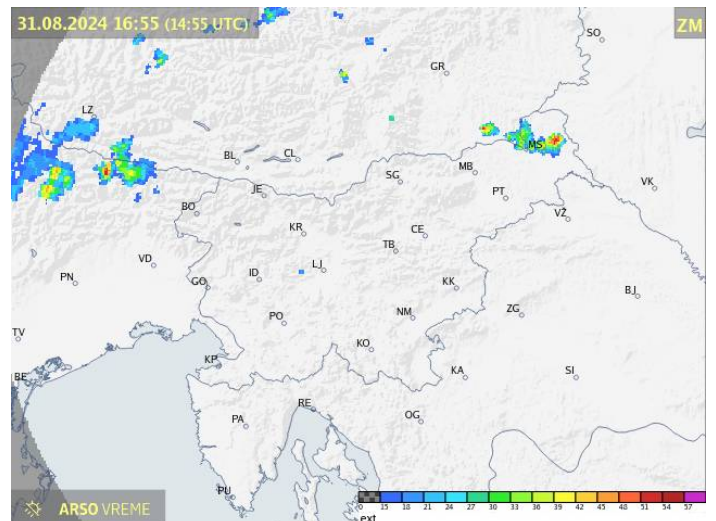 31.08.2024 16:55 (14:55 UTC)
ZM
SO
GR
LZ
MS
BL
CL
MB
SG
VK
JE
PT
BO
VŽ
KR
CE
TB
VD
LJ
ID
PN
GO
KK
BJ
NM
ZG
PO
TV
KO
KP
BE
KA
SI
RE
PA
OG
PU
ARSO VREME
0 15 18 21 24 27 30 33 36 39 42 45 48 51 54 57
ext